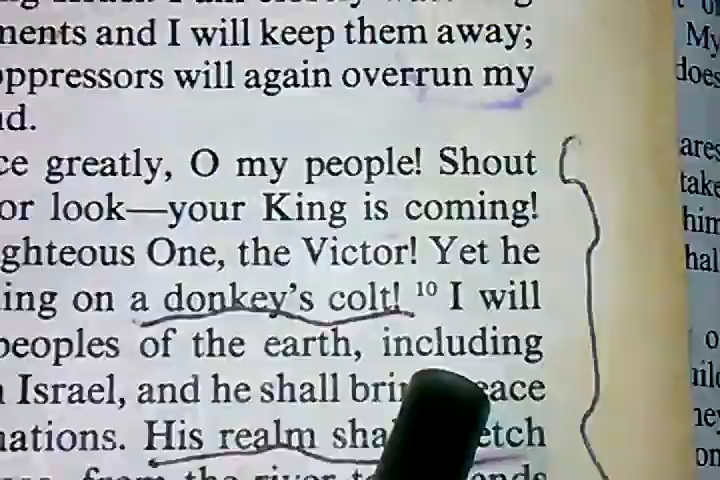 ments and I will keep them away;
oppressors will again overrun my
nd.
ce greatly, O my people! Shout
or look—your King is coming!
ghteous One, the Victor! Yet he
ing on a donkey's colt! 10 I will
peoples of the earth, including
Israel, and he shall bring peace
nations. His realm shall stretch
from the river to ends
My
does
ares
take
him
hal